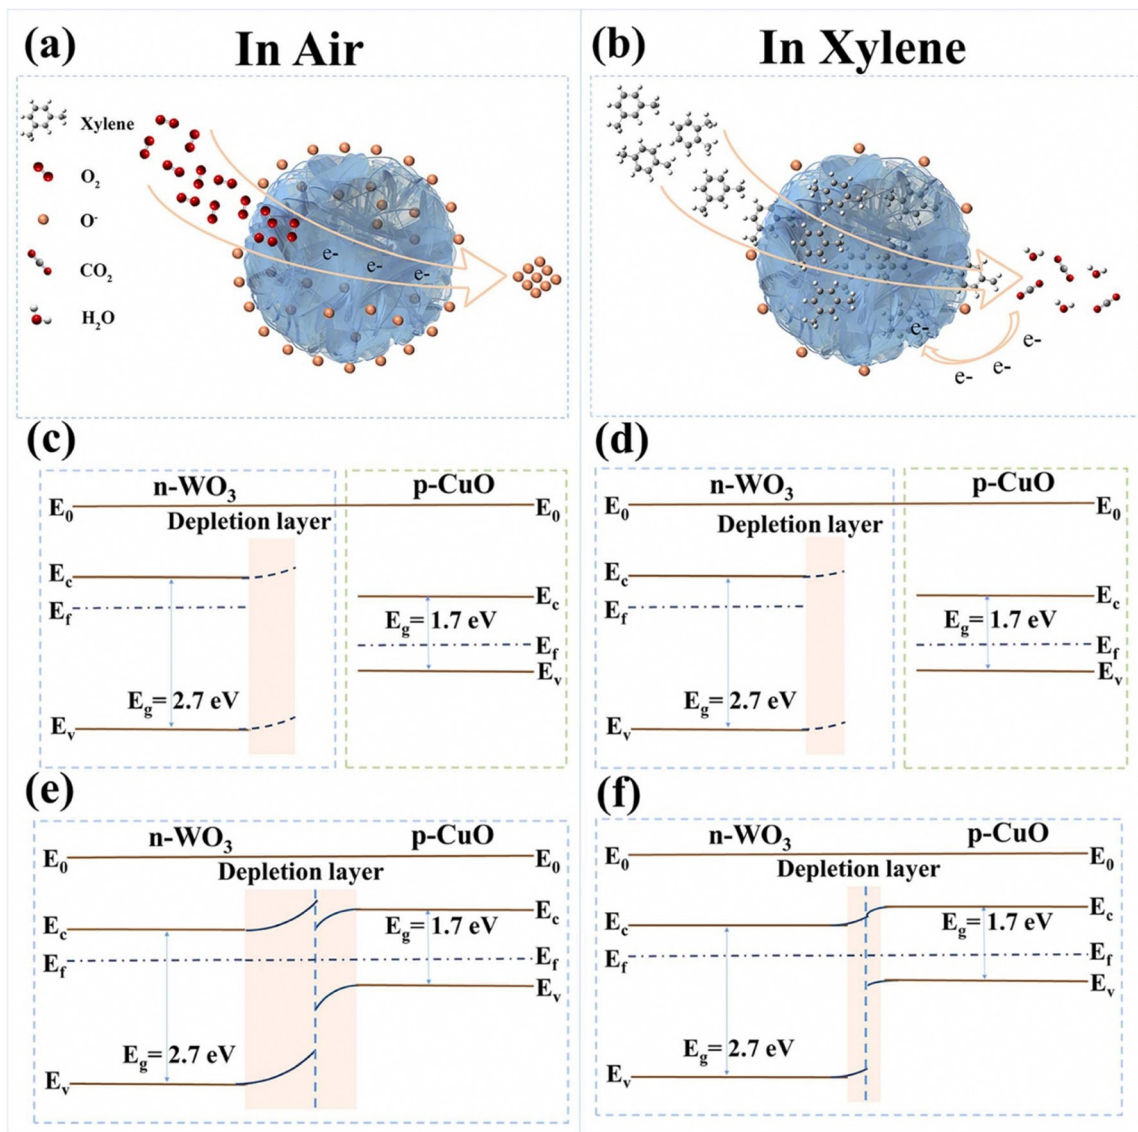 (a) In Air
Xylene
O2
O-
CO2
H2O
e-
e-
e-
(b) In Xylene
e-
e-
e-
e-
(c)
n-WO3 p-CuO
E0 E0
Depletion layer
Ec
Ec
Ef
Eg= 1.7 eV
Ef
Ev
Eg= 2.7 eV
Ev
(d)
n-WO3 p-CuO
E0 E0
Depletion layer
Ec
Ec
Ef
Eg= 1.7 eV
Ef
Ev
Eg= 2.7 eV
Ev
(e)
n-WO3 p-CuO
E0 E0
Depletion layer
Ec Ec
Eg= 1.7 eV
Ef Ef
Ev
Eg= 2.7 eV
Ev
(f)
n-WO3 p-CuO
E0 E0
Depletion layer
Ec Ec
Eg= 1.7 eV
Ef Ef
Ev
Eg= 2.7 eV
Ev